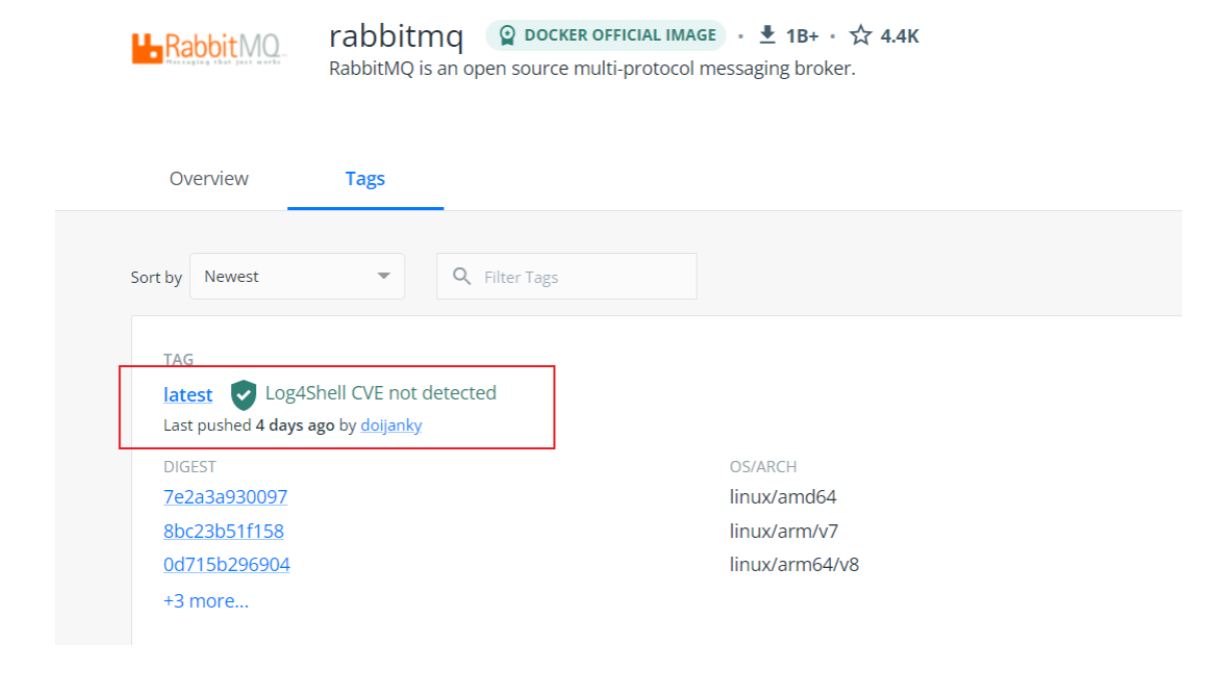 RabbitMQ
Messaging that just works
rabbitmq
DOCKER OFFICIAL IMAGE • 1B+ • 4.4K
RabbitMQ is an open source multi-protocol messaging broker.
Overview
Tags
Sort by
Newest
Filter Tags
TAG
latest
Log4Shell CVE not detected
Last pushed 4 days ago by doijanky
DIGEST
OS/ARCH
7e2a3a930097
linux/amd64
8bc23b51f158
linux/arm/v7
0d715b296904
linux/arm64/v8
+3 more...